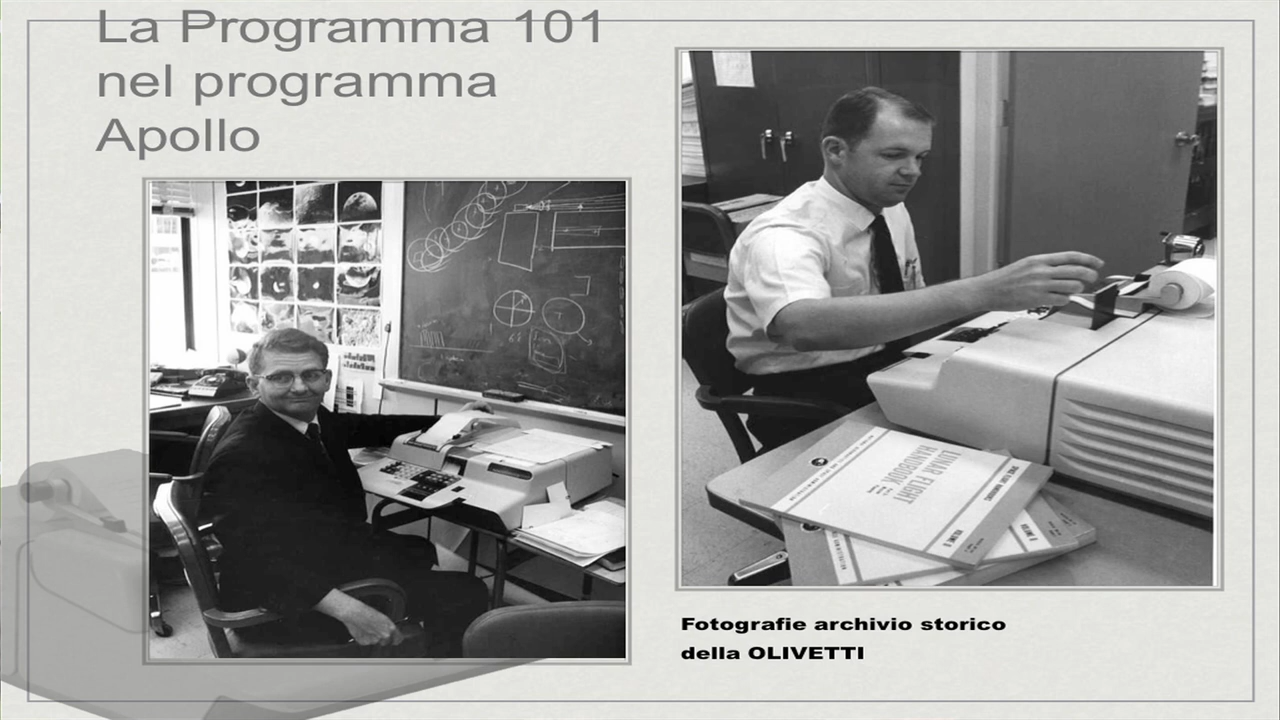 La Programma 101
nel programma
Apollo
LUNAR FLIGHT
HANDBOOK
Fotografie archivio storico
della OLIVETTI